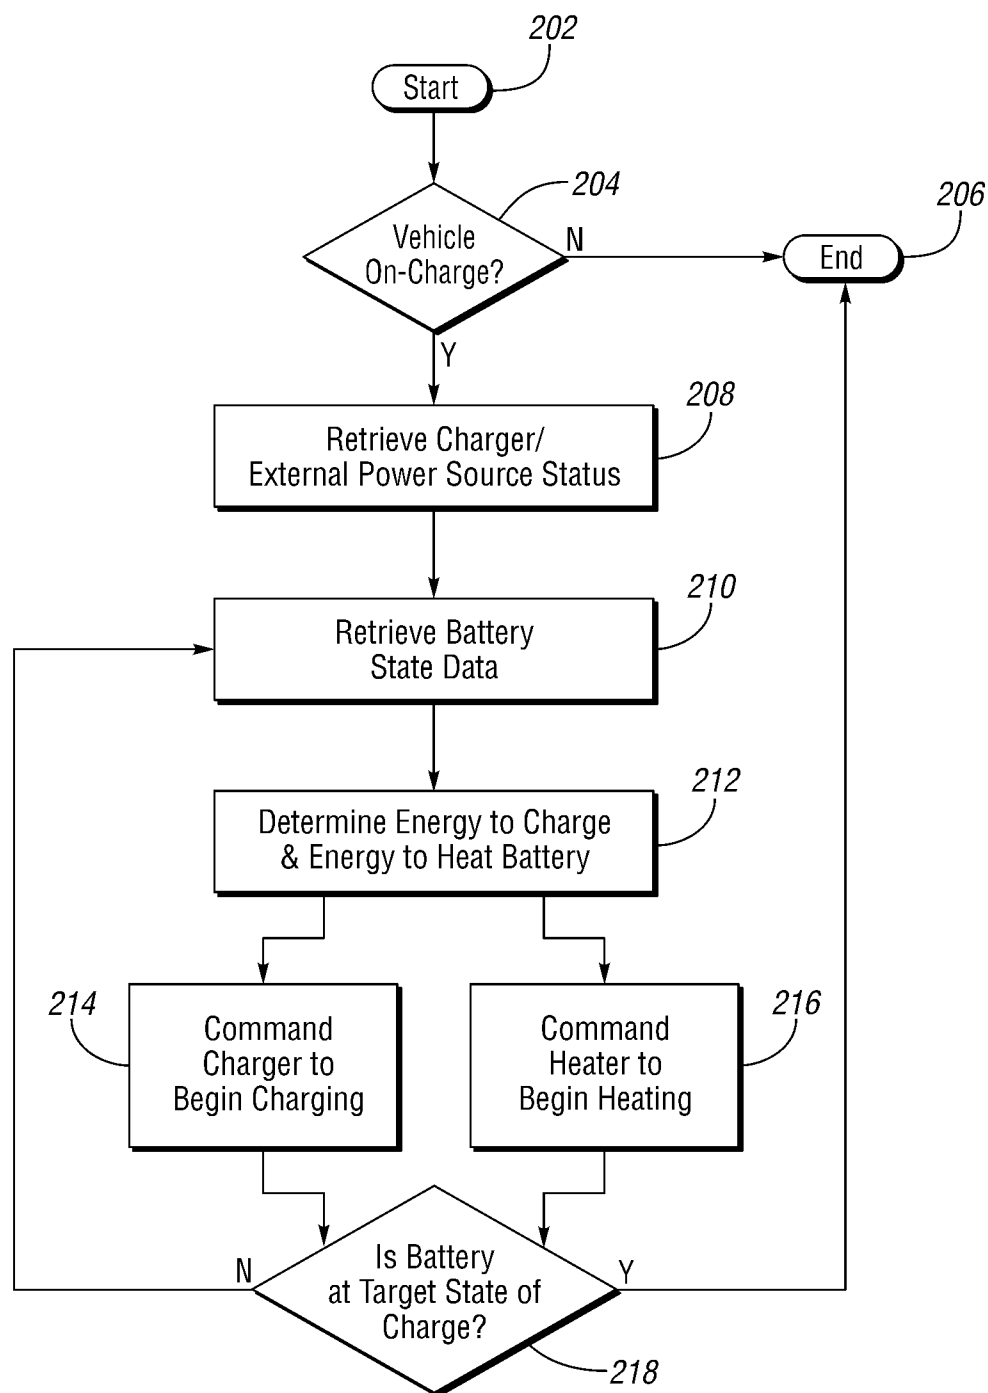 202
Start
204
Vehicle
On-Charge?
N
206
End
Y
208
Retrieve Charger/
External Power Source Status
210
Retrieve Battery
State Data
212
Determine Energy to Charge
& Energy to Heat Battery
214
Command
Charger to
Begin Charging
216
Command
Heater to
Begin Heating
N
Is Battery
at Target State of
Charge?
Y
218